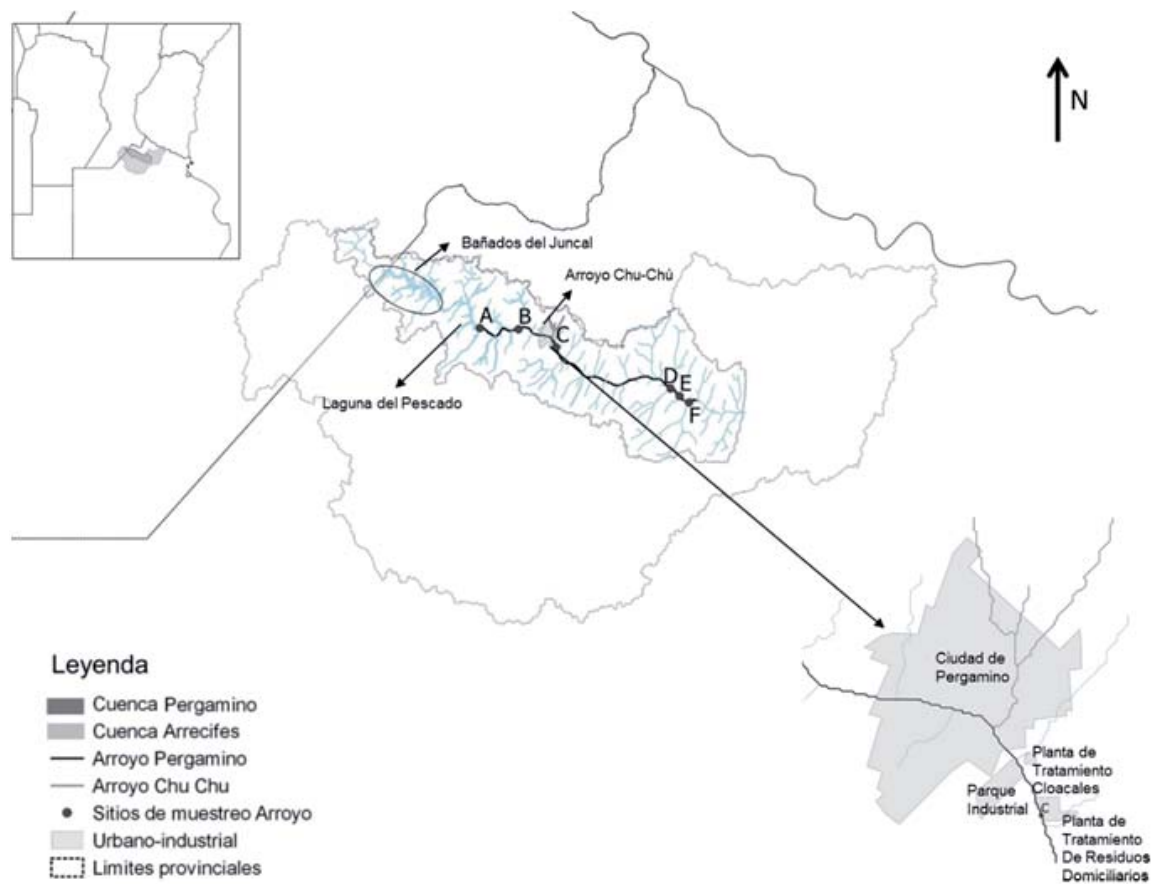 N
Bañados del Juncal
Arroyo Chu-Chú
A
B
C
D
E
F
Laguna del Pescado
Ciudad de
Pergamino
Planta de
Tratamiento
Cloacales
Parque
Industrial
C
Planta de
Tratamiento
De Residuos
Domiciliarios
Leyenda
Cuenca Pergamino
Cuenca Arrecifes
Arroyo Pergamino
Arroyo Chu Chu
Sitios de muestreo Arroyo
Urbano-industrial
Limites provinciales